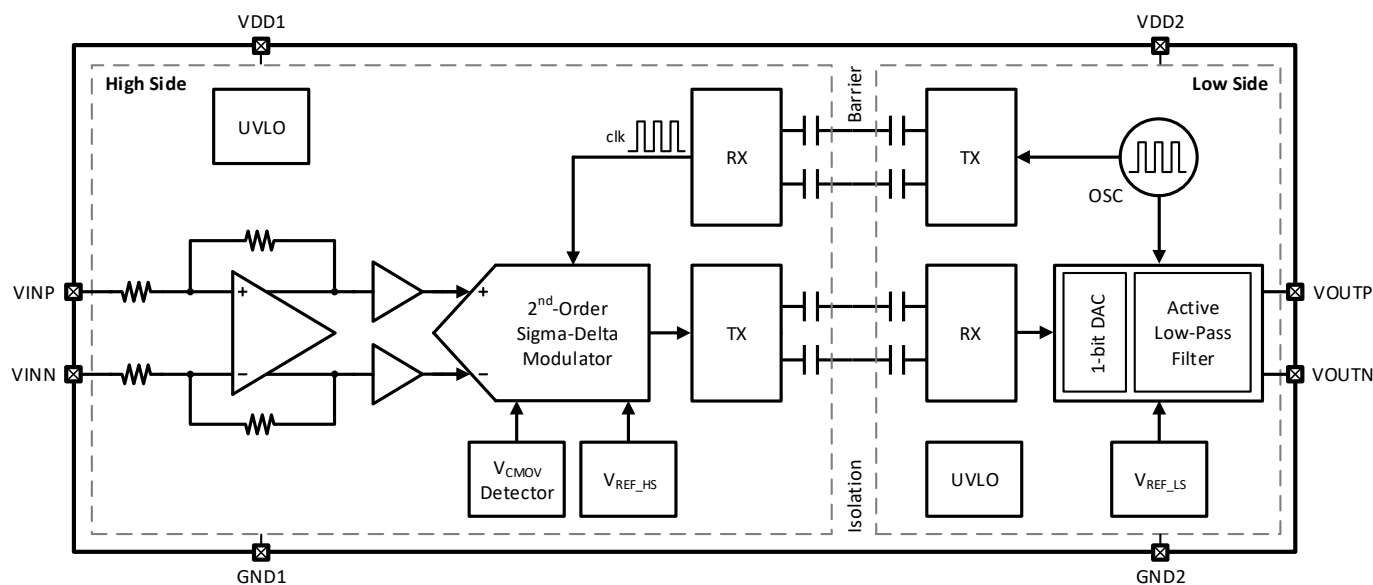 VDD1
VDD2
High Side
Barrier
Low Side
UVLO
clk
RX
TX
OSC
VINP
+
+
2nd-Order
Sigma-Delta
Modulator
TX
RX
1-bit DAC
Active
Low-Pass
Filter
VOUTP
VINN
−
−
VOUTN
VCMOV
Detector
VREF_HS
Isolation
UVLO
VREF_LS
GND1
GND2